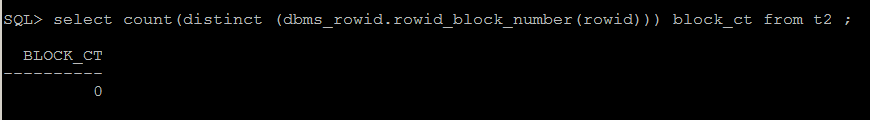 SQL> select count(distinct (dbms_rowid.rowid_block_number(rowid))) block_ct from t2 ;
BLOCK_CT
----------
0